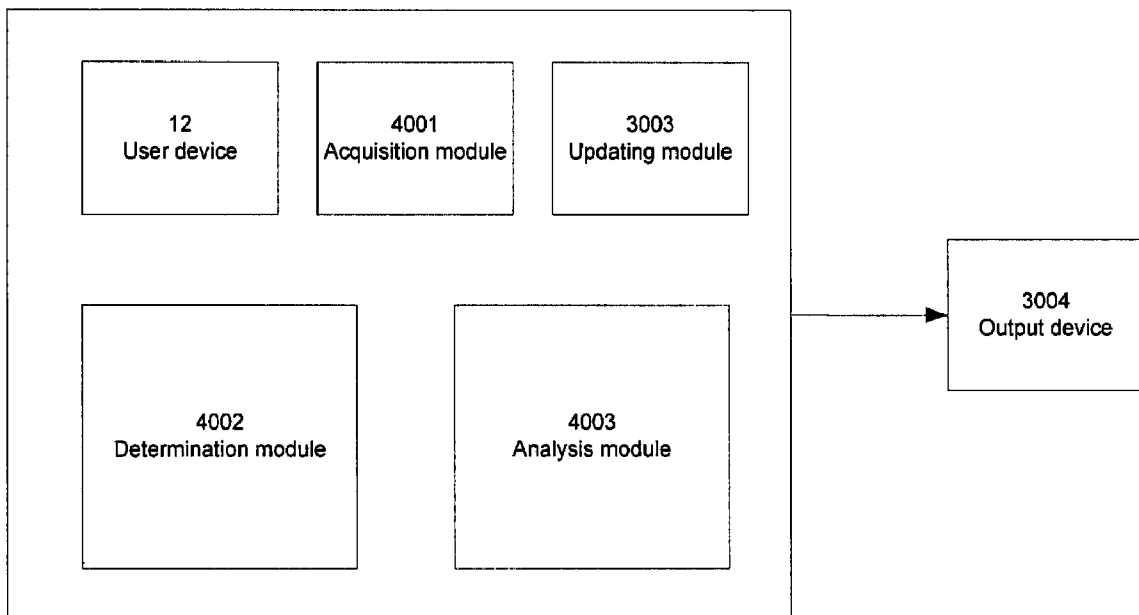 12
User device
4001
Acquisition module
3003
Updating module
3004
Output device
4002
Determination module
4003
Analysis module